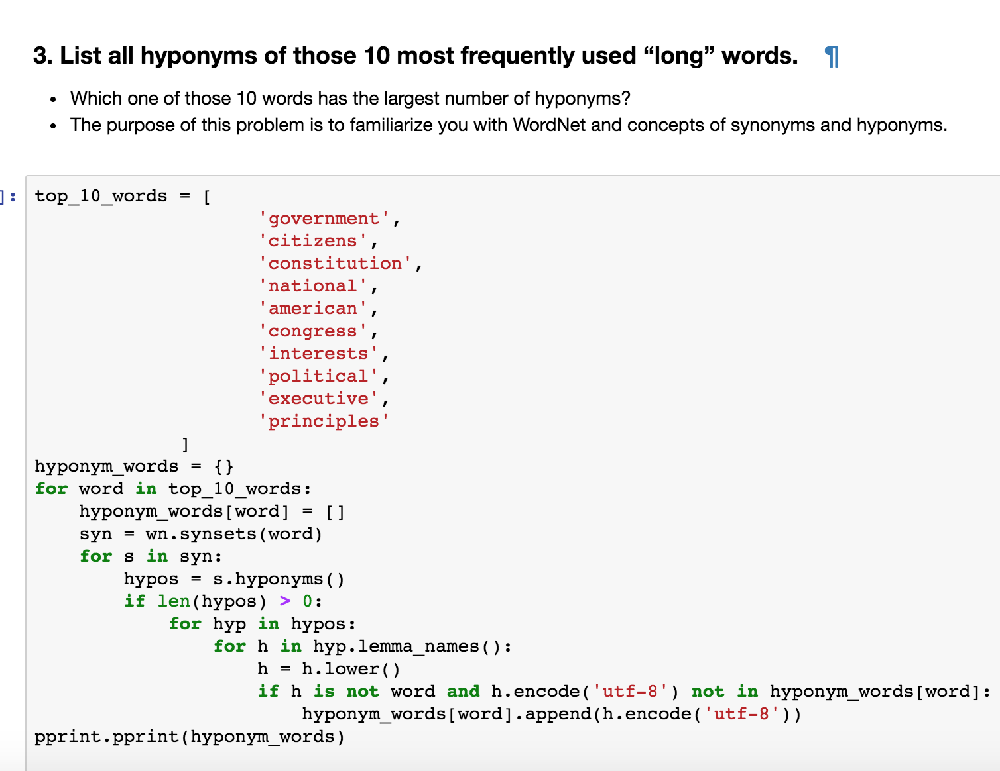 3. List all hyponyms of those 10 most frequently used “long” words. ¶
• Which one of those 10 words has the largest number of hyponyms?
• The purpose of this problem is to familiarize you with WordNet and concepts of synonyms and hyponyms.
]: top_10_words = [
'government',
'citizens',
'constitution',
'national',
'american',
'congress',
'interests',
'political',
'executive',
'principles'
]
hyponym_words = {}
for word in top_10_words:
    hyponym_words[word] = []
    syn = wn.synsets(word)
    for s in syn:
        hypos = s.hyponyms()
        if len(hypos) > 0:
            for hyp in hypos:
                for h in hyp.lemma_names():
                    h = h.lower()
                    if h is not word and h.encode('utf-8') not in hyponym_words[word]:
                        hyponym_words[word].append(h.encode('utf-8'))
pprint.pprint(hyponym_words)